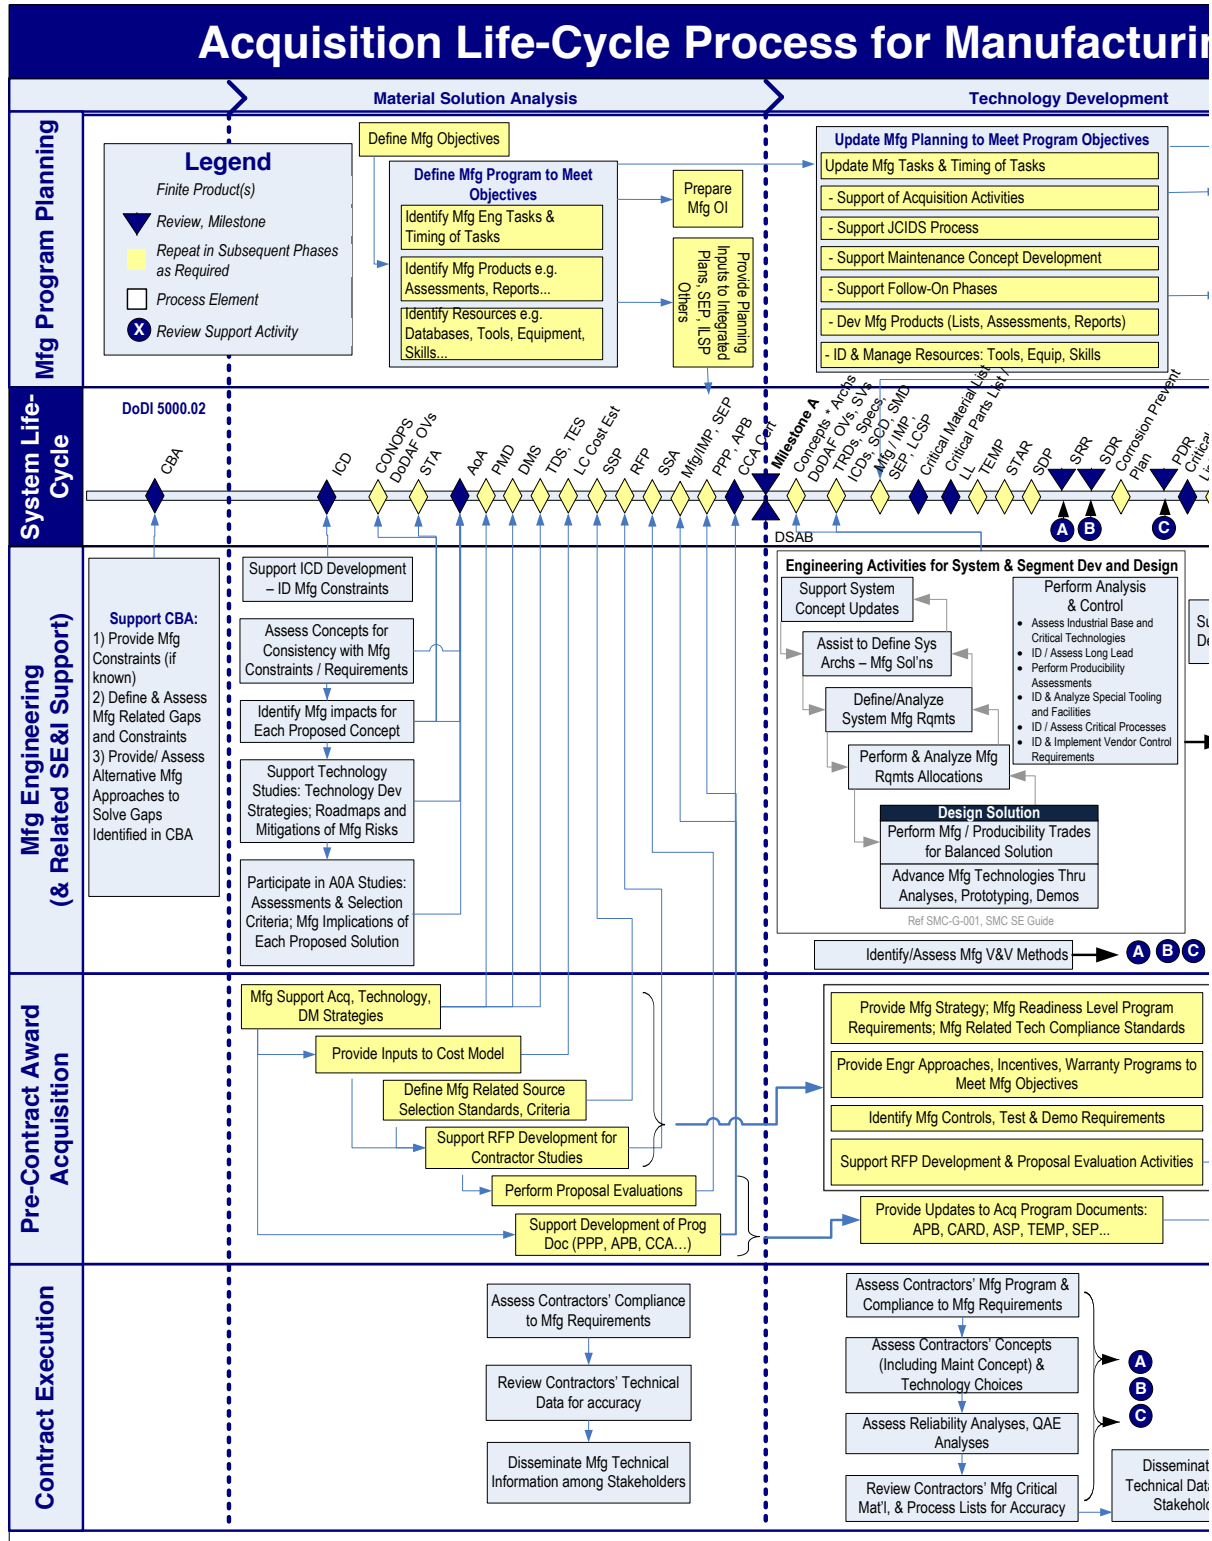 Acquisition Life-Cycle Process for Manufacturi
Material Solution Analysis
Technology Development
Mfg Program Planning
Legend
Finite Product(s)
Review, Milestone
Repeat in Subsequent Phases
as Required
Process Element
X
Review Support Activity
Define Mfg Objectives
Define Mfg Program to Meet
Objectives
Identify Mfg Eng Tasks &
Timing of Tasks
Identify Mfg Products e.g.
Assessments, Reports...
Identify Resources e.g.
Databases, Tools, Equipment,
Skills...
Prepare
Mfg OI
Provide Planning
Inputs to Integrated
Plans, SEP, ILSP
Others
Update Mfg Planning to Meet Program Objectives
Update Mfg Tasks & Timing of Tasks
- Support of Acquisition Activities
- Support JCIDS Process
- Support Maintenance Concept Development
- Support Follow-On Phases
- Dev Mfg Products (Lists, Assessments, Reports)
- ID & Manage Resources: Tools, Equip, Skills
System Life-
Cycle
DoDI 5000.02
CBA
ICD
CONOPS
DoDAF OVs
STA
AoA
PMD
DMS
TDS, TES
LC Cost Est
SSP
RFP
SSA
Mfg/IMP, SEP
PPP, APB
CCA Cert
Milestone A
Concepts * Archs
DoDAF OVs, SVs
TRDs, Specs,
ICDs, SCD, SMD
Mfg / IMP,
SEP, LCSP
Critical Material List
Critical Parts List /
LL
TEMP
STAR
SDP
SRR
SDR
Corrosion Prevent
Plan
PDR
Critical
A
B
C
DSAB
Mfg Engineering
(& Related SE&I Support)
Support CBA:
1) Provide Mfg
Constraints (if
known)
2) Define & Assess
Mfg Related Gaps
and Constraints
3) Provide/ Assess
Alternative Mfg
Approaches to
Solve Gaps
Identified in CBA
Support ICD Development
– ID Mfg Constraints
Assess Concepts for
Consistency with Mfg
Constraints / Requirements
Identify Mfg impacts for
Each Proposed Concept
Support Technology
Studies: Technology Dev
Strategies; Roadmaps and
Mitigations of Mfg Risks
Participate in A0A Studies:
Assessments & Selection
Criteria; Mfg Implications of
Each Proposed Solution
Engineering Activities for System & Segment Dev and Design
Support System
Concept Updates
Assist to Define Sys
Archs – Mfg Sol'ns
Define/Analyze
System Mfg Rqmts
Perform & Analyze Mfg
Rqmts Allocations
Design Solution
Perform Mfg / Producibility Trades
for Balanced Solution
Advance Mfg Technologies Thru
Analyses, Prototyping, Demos
Ref SMC-G-001, SMC SE Guide
Perform Analysis
& Control
• Assess Industrial Base and
Critical Technologies
• ID / Assess Long Lead
• Perform Producibility
Assessments
• ID & Analyze Special Tooling
and Facilities
• ID / Assess Critical Processes
• ID & Implement Vendor Control
Requirements
Su
De
Identify/Assess Mfg V&V Methods
A
B
C
Pre-Contract Award
Acquisition
Mfg Support Acq, Technology,
DM Strategies
Provide Inputs to Cost Model
Define Mfg Related Source
Selection Standards, Criteria
Support RFP Development for
Contractor Studies
Perform Proposal Evaluations
Support Development of Prog
Doc (PPP, APB, CCA…)
Provide Mfg Strategy; Mfg Readiness Level Program
Requirements; Mfg Related Tech Compliance Standards
Provide Engr Approaches, Incentives, Warranty Programs to
Meet Mfg Objectives
Identify Mfg Controls, Test & Demo Requirements
Support RFP Development & Proposal Evaluation Activities
Provide Updates to Acq Program Documents:
APB, CARD, ASP, TEMP, SEP...
Contract Execution
Assess Contractors' Compliance
to Mfg Requirements
Review Contractors' Technical
Data for accuracy
Disseminate Mfg Technical
Information among Stakeholders
Assess Contractors' Mfg Program &
Compliance to Mfg Requirements
Assess Contractors' Concepts
(Including Maint Concept) &
Technology Choices
Assess Reliability Analyses, QAE
Analyses
Review Contractors' Mfg Critical
Mat'l, & Process Lists for Accuracy
A
B
C
Disseminat
Technical Data
Stakehol